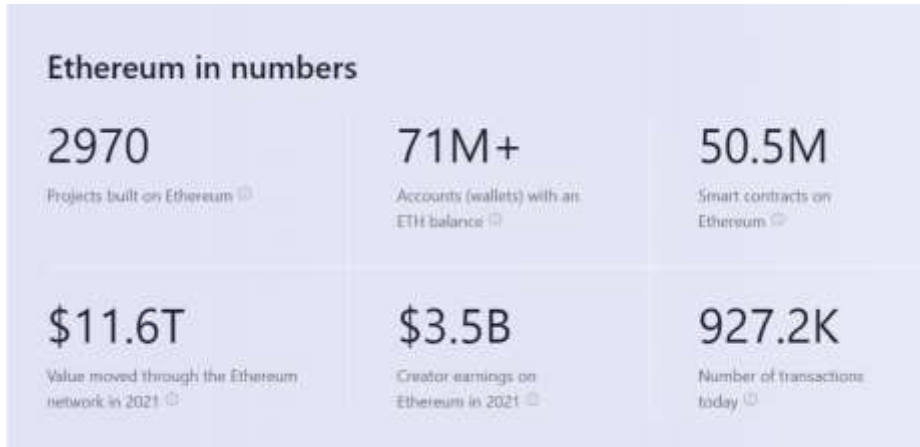 Ethereum in numbers
2970
Projects built on Ethereum ⓘ
71M+
Accounts (wallets) with an
ETH balance ⓘ
50.5M
Smart contracts on
Ethereum ⓘ
$11.6T
Value moved through the Ethereum
network in 2021 ⓘ
$3.5B
Creator earnings on
Ethereum in 2021 ⓘ
927.2K
Number of transactions
today ⓘ